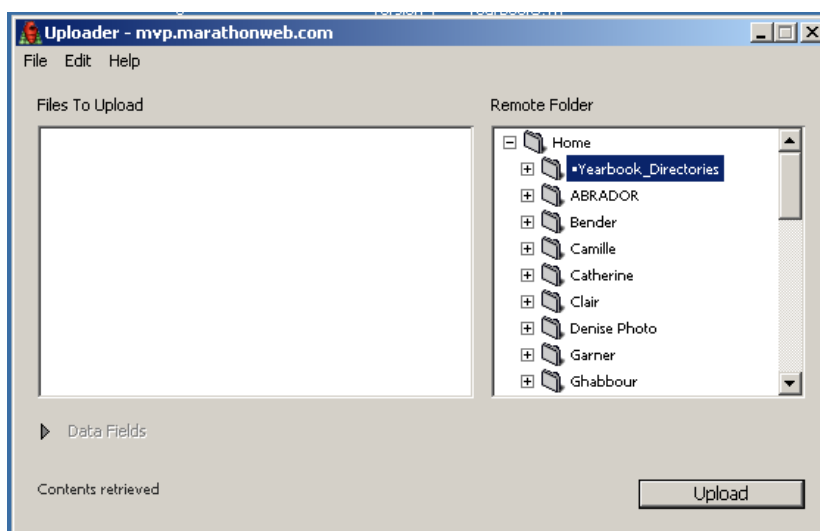 Uploader - mvp.marathonweb.com
File Edit Help
Files To Upload
Remote Folder
Home
▪Yearbook_Directories
ABRADOR
Bender
Camille
Catherine
Clair
Denise Photo
Garner
Ghabbour
Data Fields
Contents retrieved
Upload